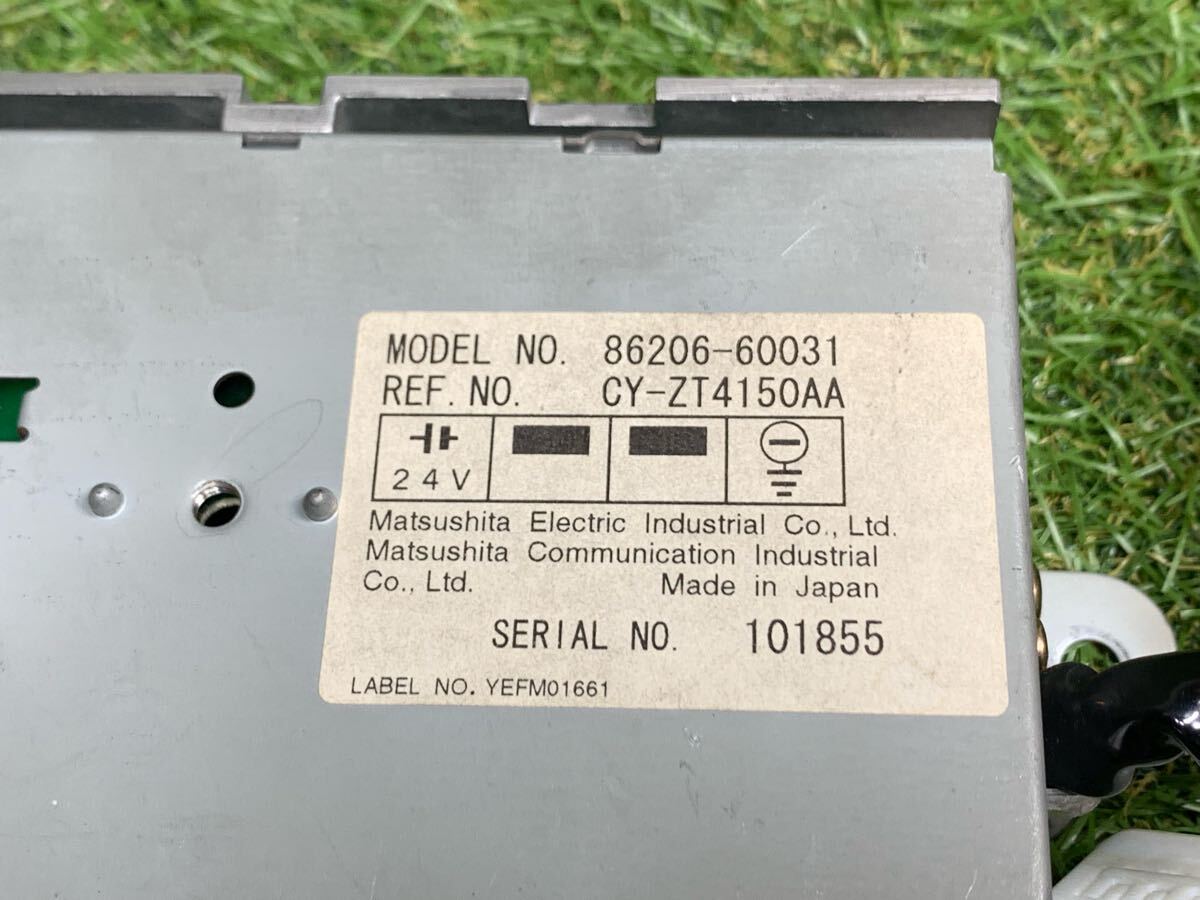 MODEL NO. 86206-60031
REF. NO. CY-ZT4150AA
24V
Matsushita Electric Industrial Co., Ltd.
Matsushita Communication Industrial
Co., Ltd. Made in Japan
SERIAL NO. 101855
LABEL NO. YEFM01661